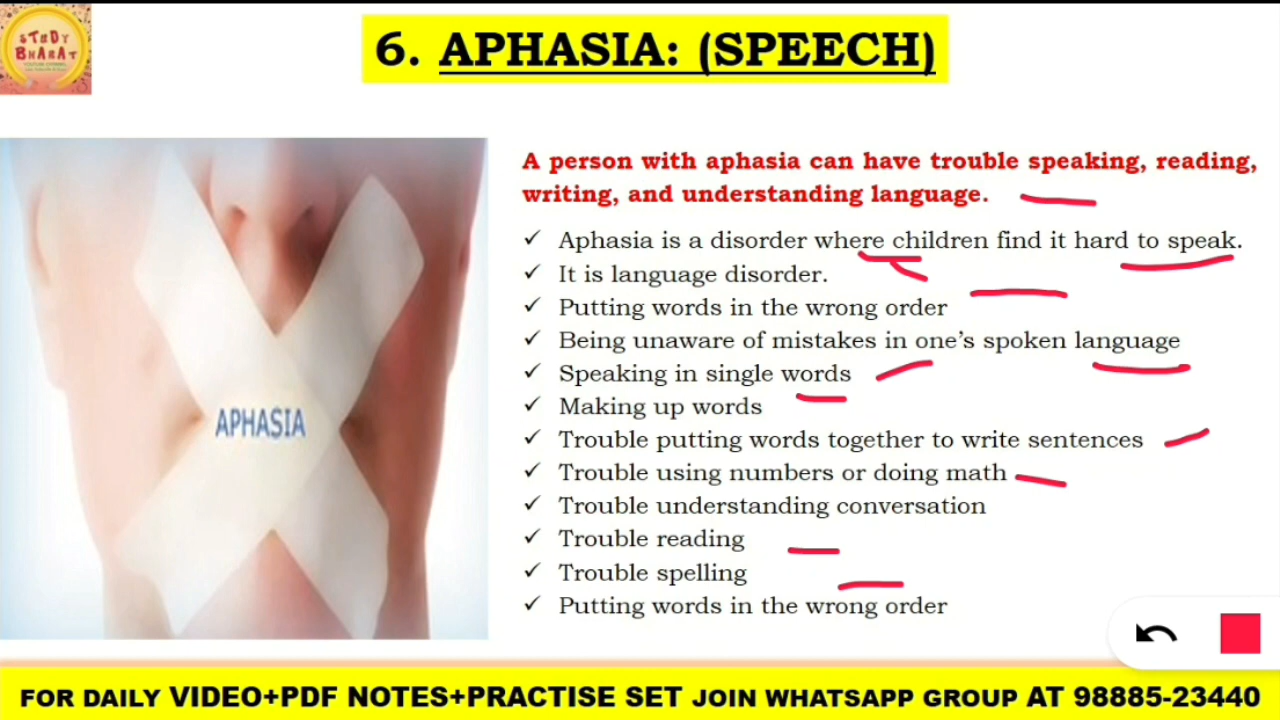 STUDY
BHARAT
6. APHASIA: (SPEECH)
A person with aphasia can have trouble speaking, reading,
writing, and understanding language.
✓ Aphasia is a disorder where children find it hard to speak.
✓ It is language disorder.
✓ Putting words in the wrong order
✓ Being unaware of mistakes in one's spoken language
✓ Speaking in single words
✓ Making up words
✓ Trouble putting words together to write sentences
✓ Trouble using numbers or doing math
✓ Trouble understanding conversation
✓ Trouble reading
✓ Trouble spelling
✓ Putting words in the wrong order
APHASIA
FOR DAILY VIDEO+PDF NOTES+PRACTISE SET JOIN WHATSAPP GROUP AT 98885-23440